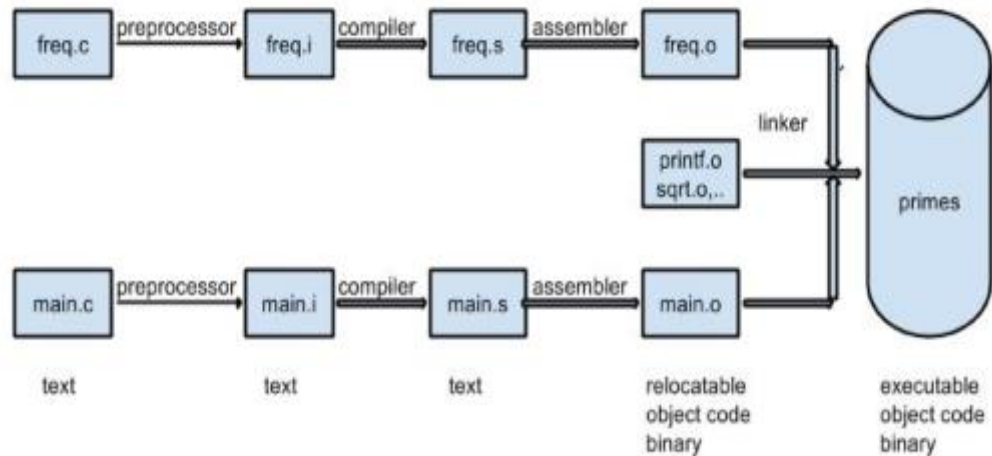 freq.c
preprocessor
freq.i
compiler
freq.s
assembler
freq.o
linker
printf.o
sqrt.o,..
primes
main.c
preprocessor
main.i
compiler
main.s
assembler
main.o
text
text
text
relocatable
object code
binary
executable
object code
binary